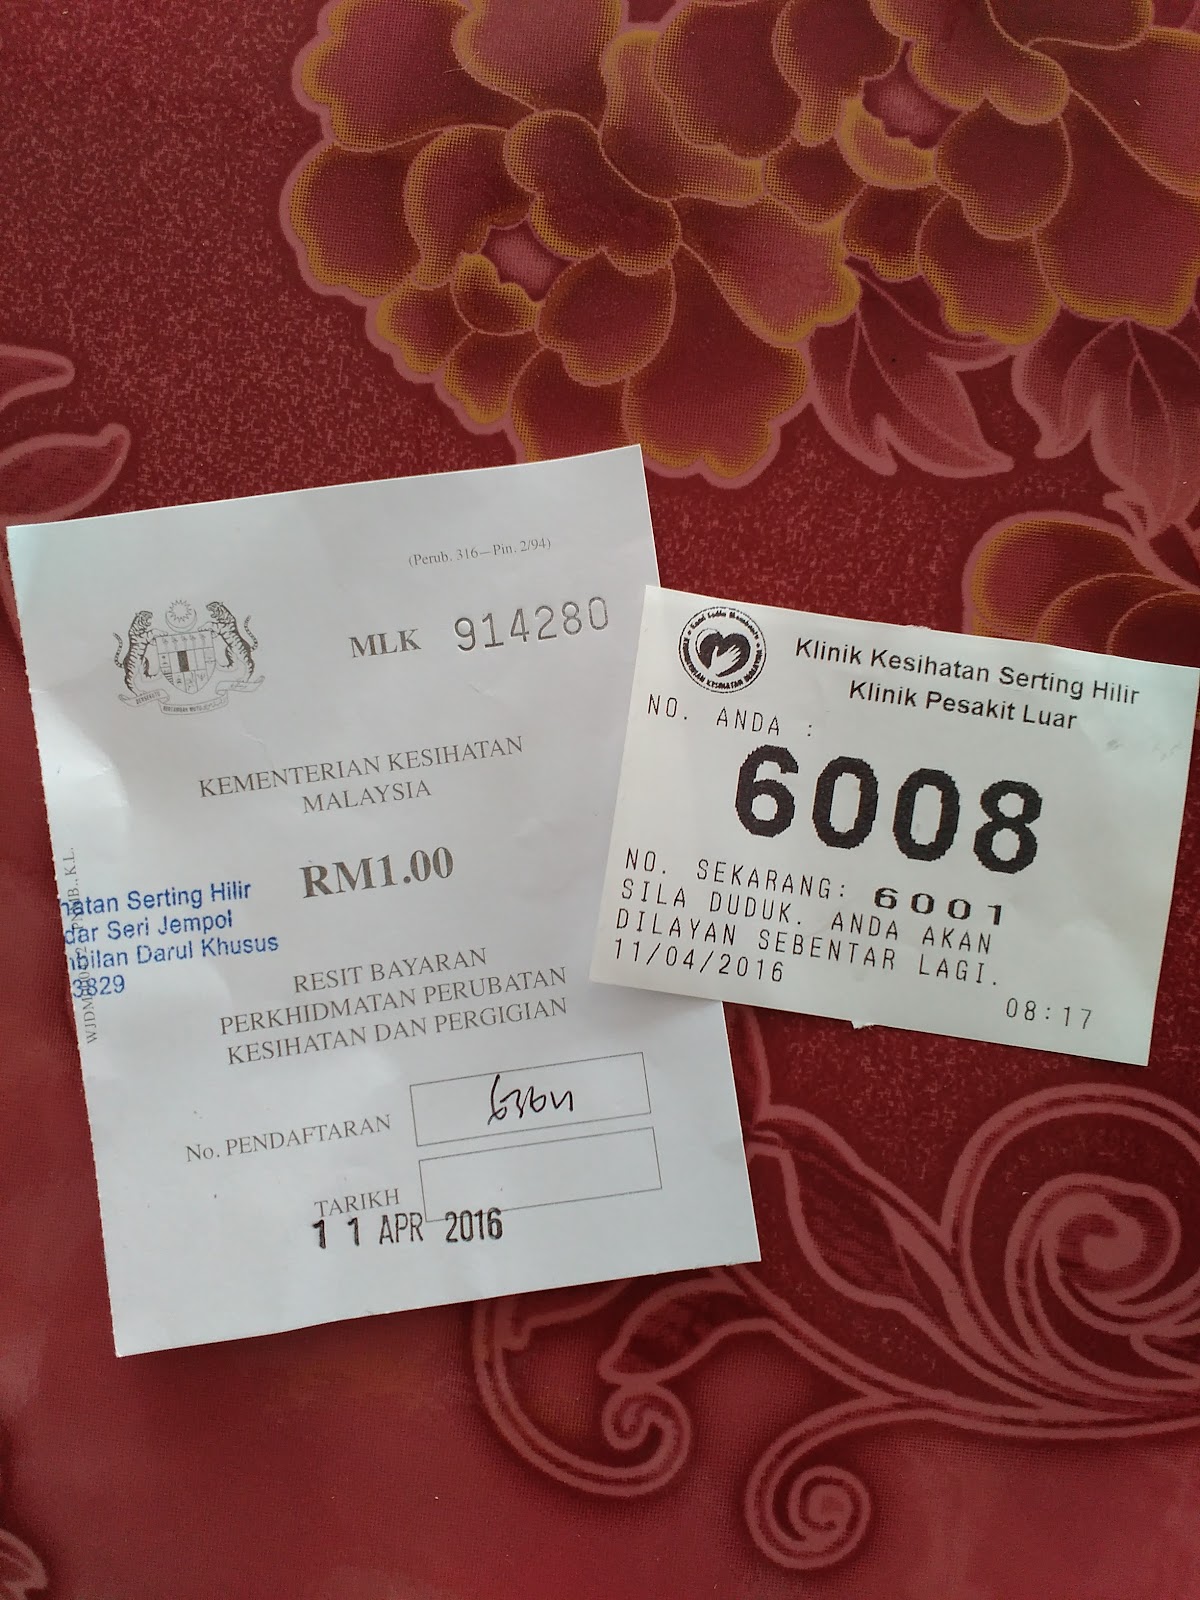 (Perub. 316—Pin. 2/94)
MLK 914280
KEMENTERIAN KESIHATAN
MALAYSIA
RM1.00
hatan Serting Hilir
dar Seri Jempol
mbilan Darul Khusus
3829
RESIT BAYARAN
PERKHIDMATAN PERUBATAN
KESIHATAN DAN PERGIGIAN
No. PENDAFTARAN
TARIKH
11 APR 2016
Klinik Kesihatan Serting Hilir
Klinik Pesakit Luar
NO. ANDA :
6008
NO. SEKARANG: 6001
SILA DUDUK. ANDA AKAN
DILAYAN SEBENTAR LAGI.
11/04/2016
08:17